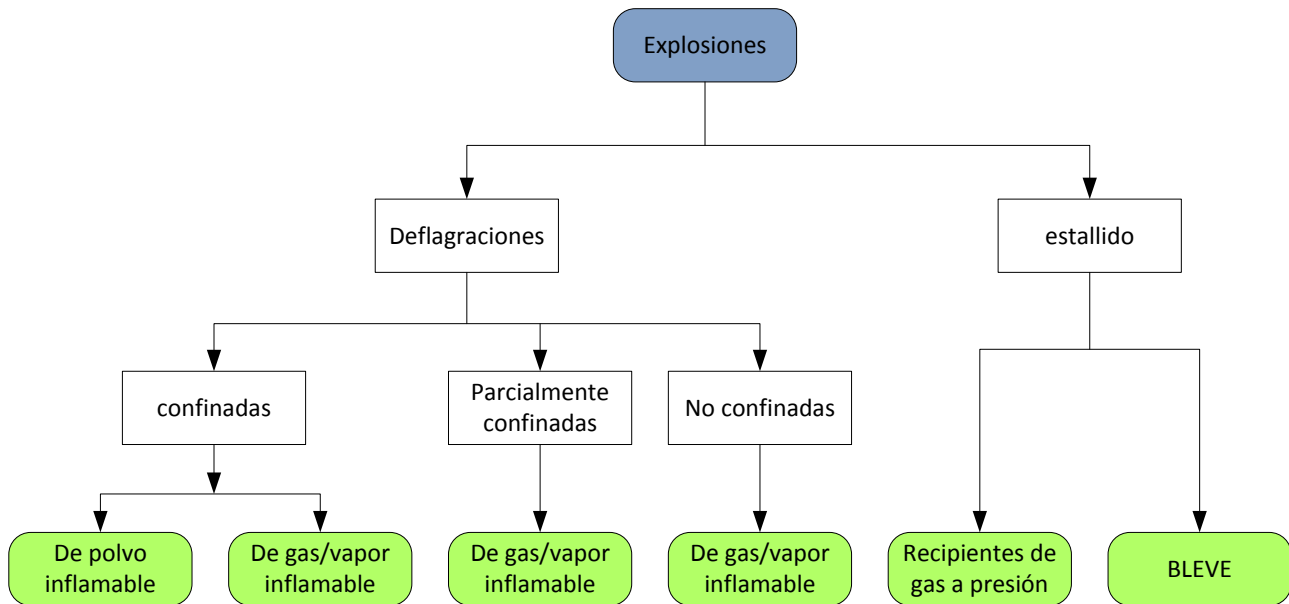 Explosiones
Deflagraciones
estallido
confinadas
Parcialmente
confinadas
No confinadas
De polvo
inflamable
De gas/vapor
inflamable
De gas/vapor
inflamable
De gas/vapor
inflamable
Recipientes de
gas a presión
BLEVE